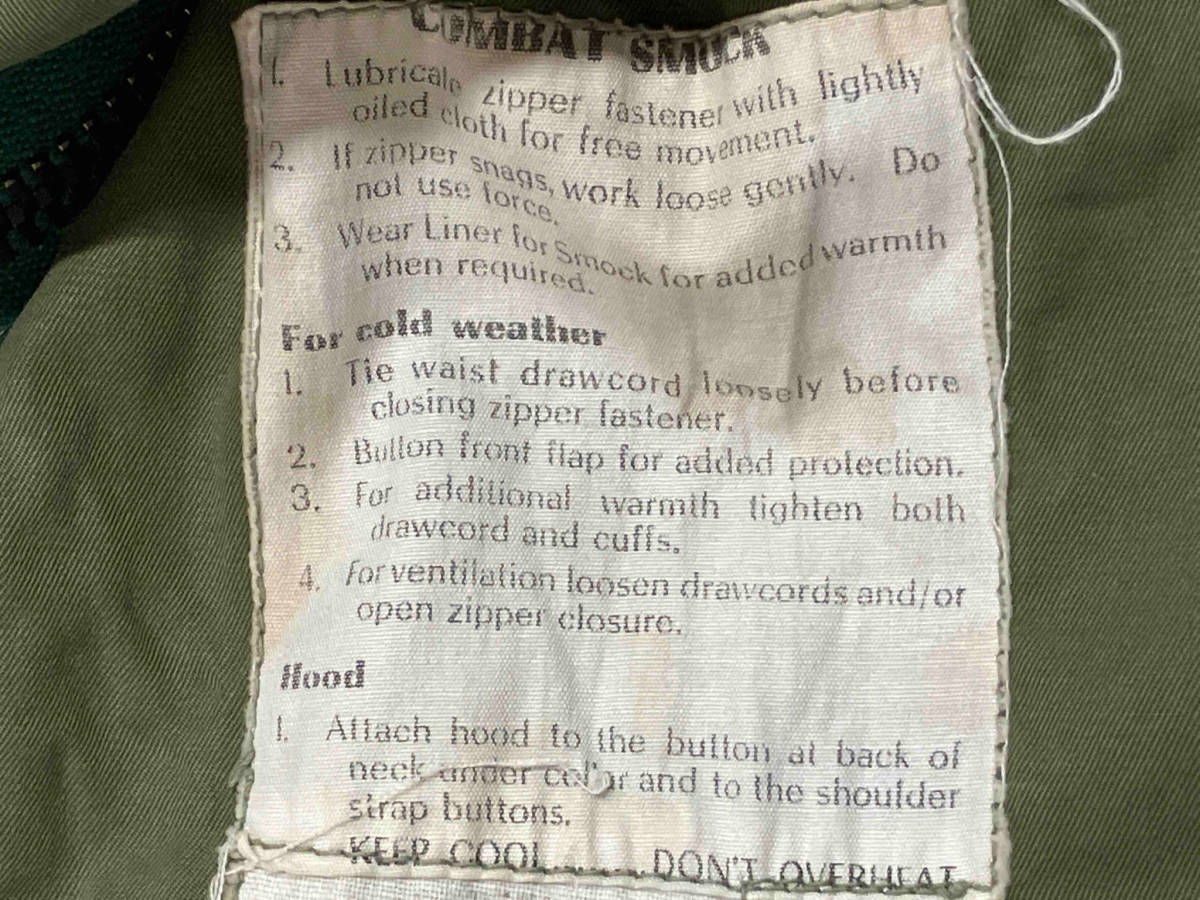 COMBAT SMOCK
1. Lubricate zipper fastener with lightly
oiled cloth for free movement.
2. If zipper snags, work loose gently. Do
not use force.
3. Wear Liner for Smock for added warmth
when required.
For cold weather
1. Tie waist drawcord loosely before
closing zipper fastener.
2. Button front flap for added protection.
3. For additional warmth tighten both
drawcord and cuffs.
4. For ventilation loosen drawcords and/or
open zipper closure.
Hood
1. Attach hood to the button at back of
neck under collar and to the shoulder
strap buttons.
KEEP COOL ..... DON'T OVERHEAT